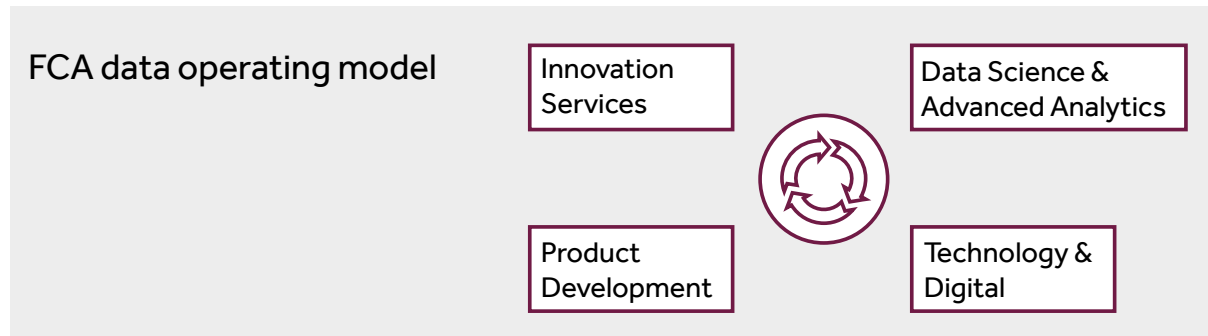 FCA data operating model
Innovation
Services
Data Science &
Advanced Analytics
Product
Development
Technology &
Digital